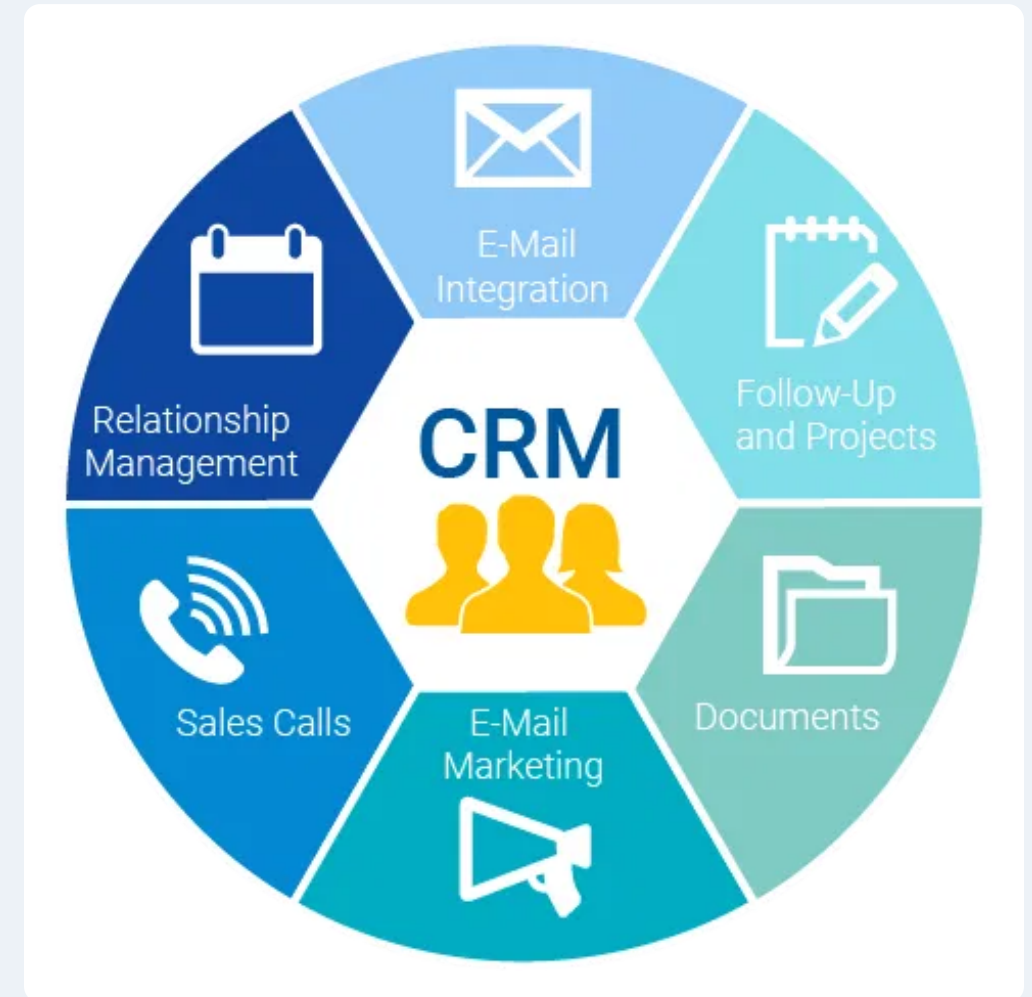 E-Mail
Integration
Follow-Up
and Projects
Relationship
Management
CRM
Sales Calls
Documents
E-Mail
Marketing